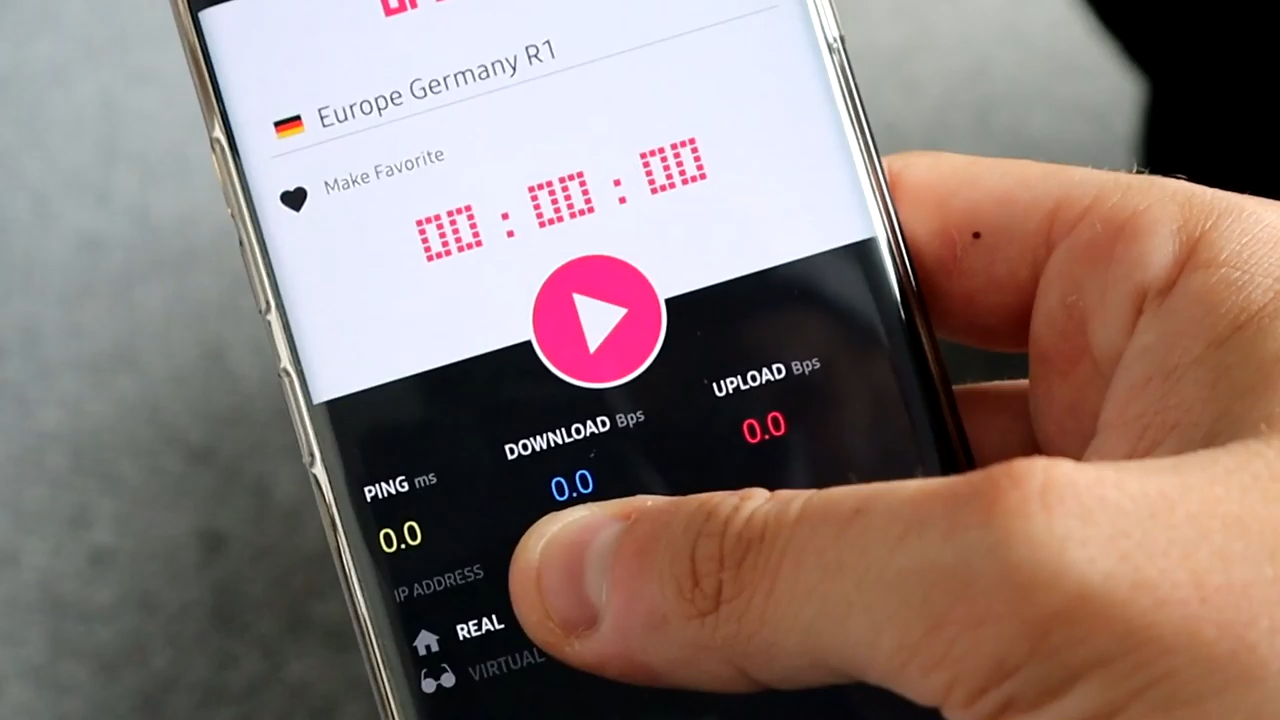 Europe Germany R1
Make Favorite
00 : 00 : 00
PING ms
0.0
DOWNLOAD Bps
0.0
UPLOAD Bps
0.0
IP ADDRESS
REAL
VIRTUAL